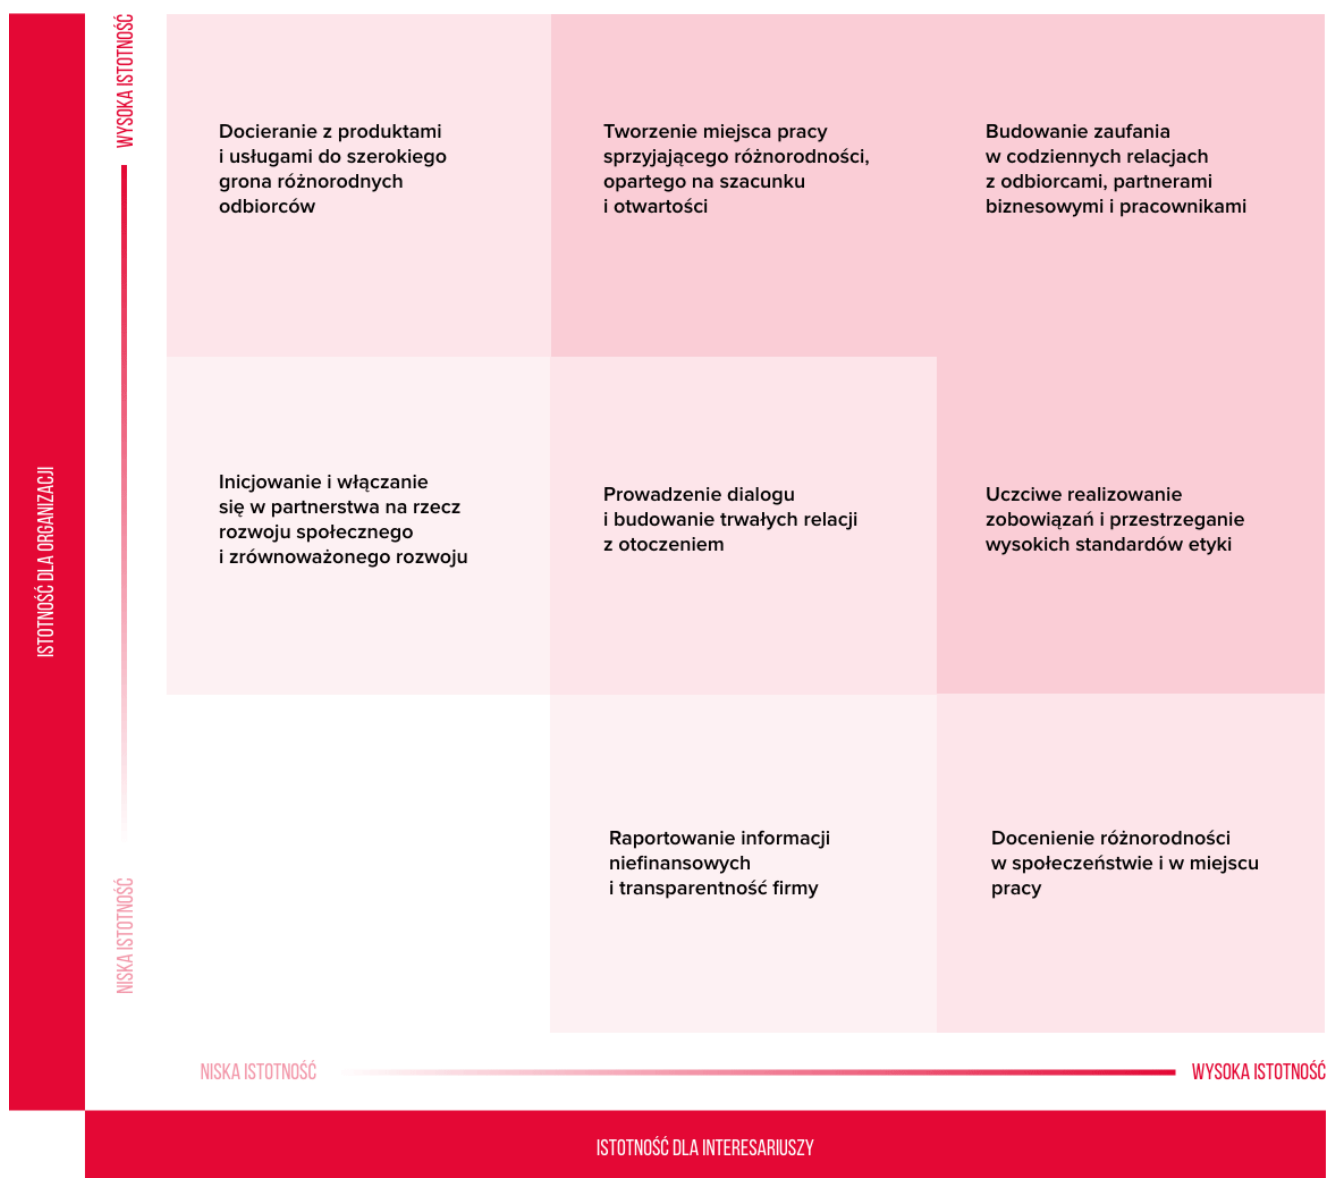 WYSOKA ISTOTNOŚĆ
Docieranie z produktami
i usługami do szerokiego
grona różnorodnych
odbiorców
Tworzenie miejsca pracy
sprzyjającego różnorodności,
opartego na szacunku
i otwartości
Budowanie zaufania
w codziennych relacjach
z odbiorcami, partnerami
biznesowymi i pracownikami
ISTOTNOŚĆ DLA ORGANIZACJI
Inicjowanie i włączanie
się w partnerstwa na rzecz
rozwoju społecznego
i zrównoważonego rozwoju
Prowadzenie dialogu
i budowanie trwałych relacji
z otoczeniem
Uczciwe realizowanie
zobowiązań i przestrzeganie
wysokich standardów etyki
NISKA ISTOTNOŚĆ
Raportowanie informacji
niefinansowych
i transparentność firmy
Docenienie różnorodności
w społeczeństwie i w miejscu
pracy
NISKA ISTOTNOŚĆ
WYSOKA ISTOTNOŚĆ
ISTOTNOŚĆ DLA INTERESARIUSZY